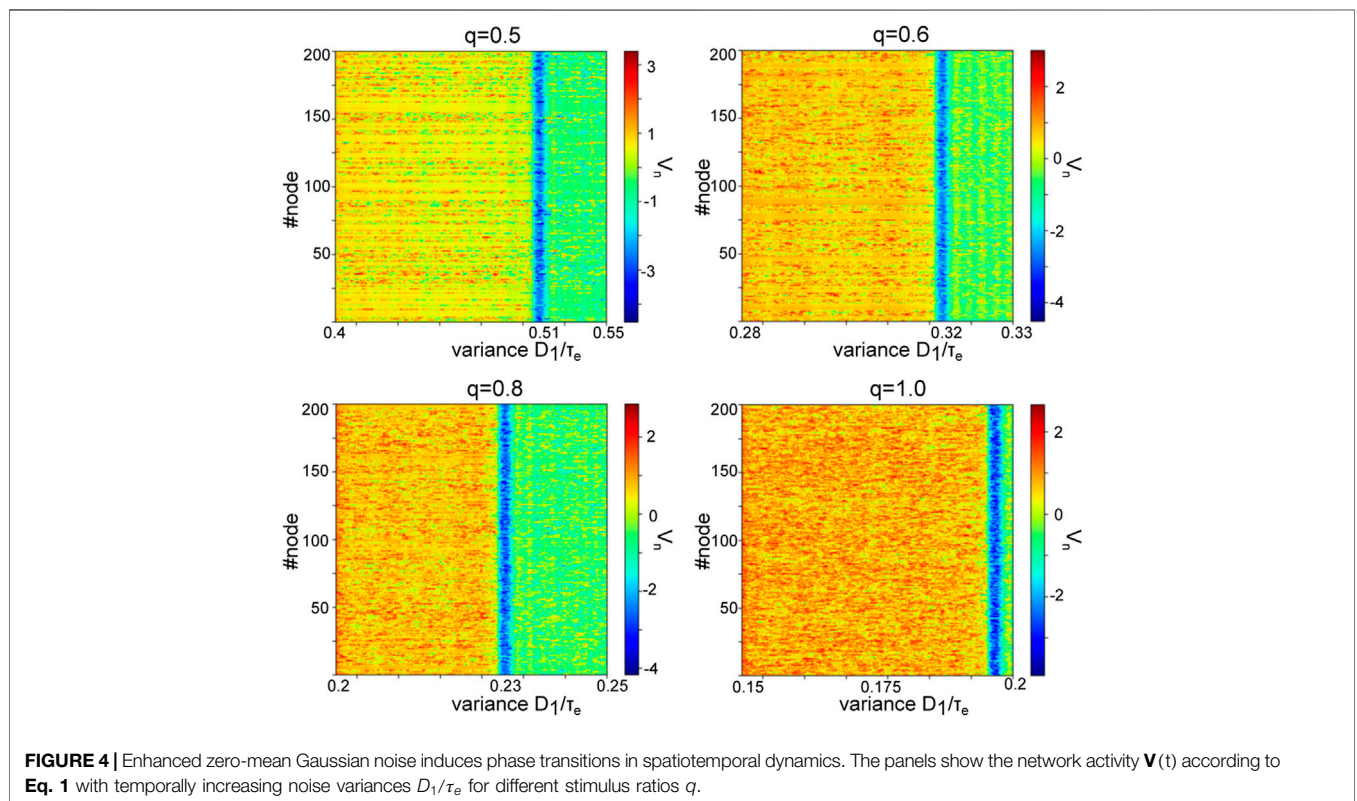 q=0.5
200
150
100
50
#node
0.4
0.51
0.55
variance D₁/τₑ
3
1
-1
-3
Vₙ
q=0.6
200
150
100
50
#node
0.28
0.32
0.33
variance D₁/τₑ
2
0
-2
-4
Vₙ
q=0.8
200
150
100
50
#node
0.2
0.23
0.25
variance D₁/τₑ
2
0
-2
-4
Vₙ
q=1.0
200
150
100
50
#node
0.15
0.175
0.2
variance D₁/τₑ
2
0
-2
Vₙ
FIGURE 4 | Enhanced zero-mean Gaussian noise induces phase transitions in spatiotemporal dynamics. The panels show the network activity V(t) according to
Eq. 1 with temporally increasing noise variances D₁/τₑ for different stimulus ratios q.